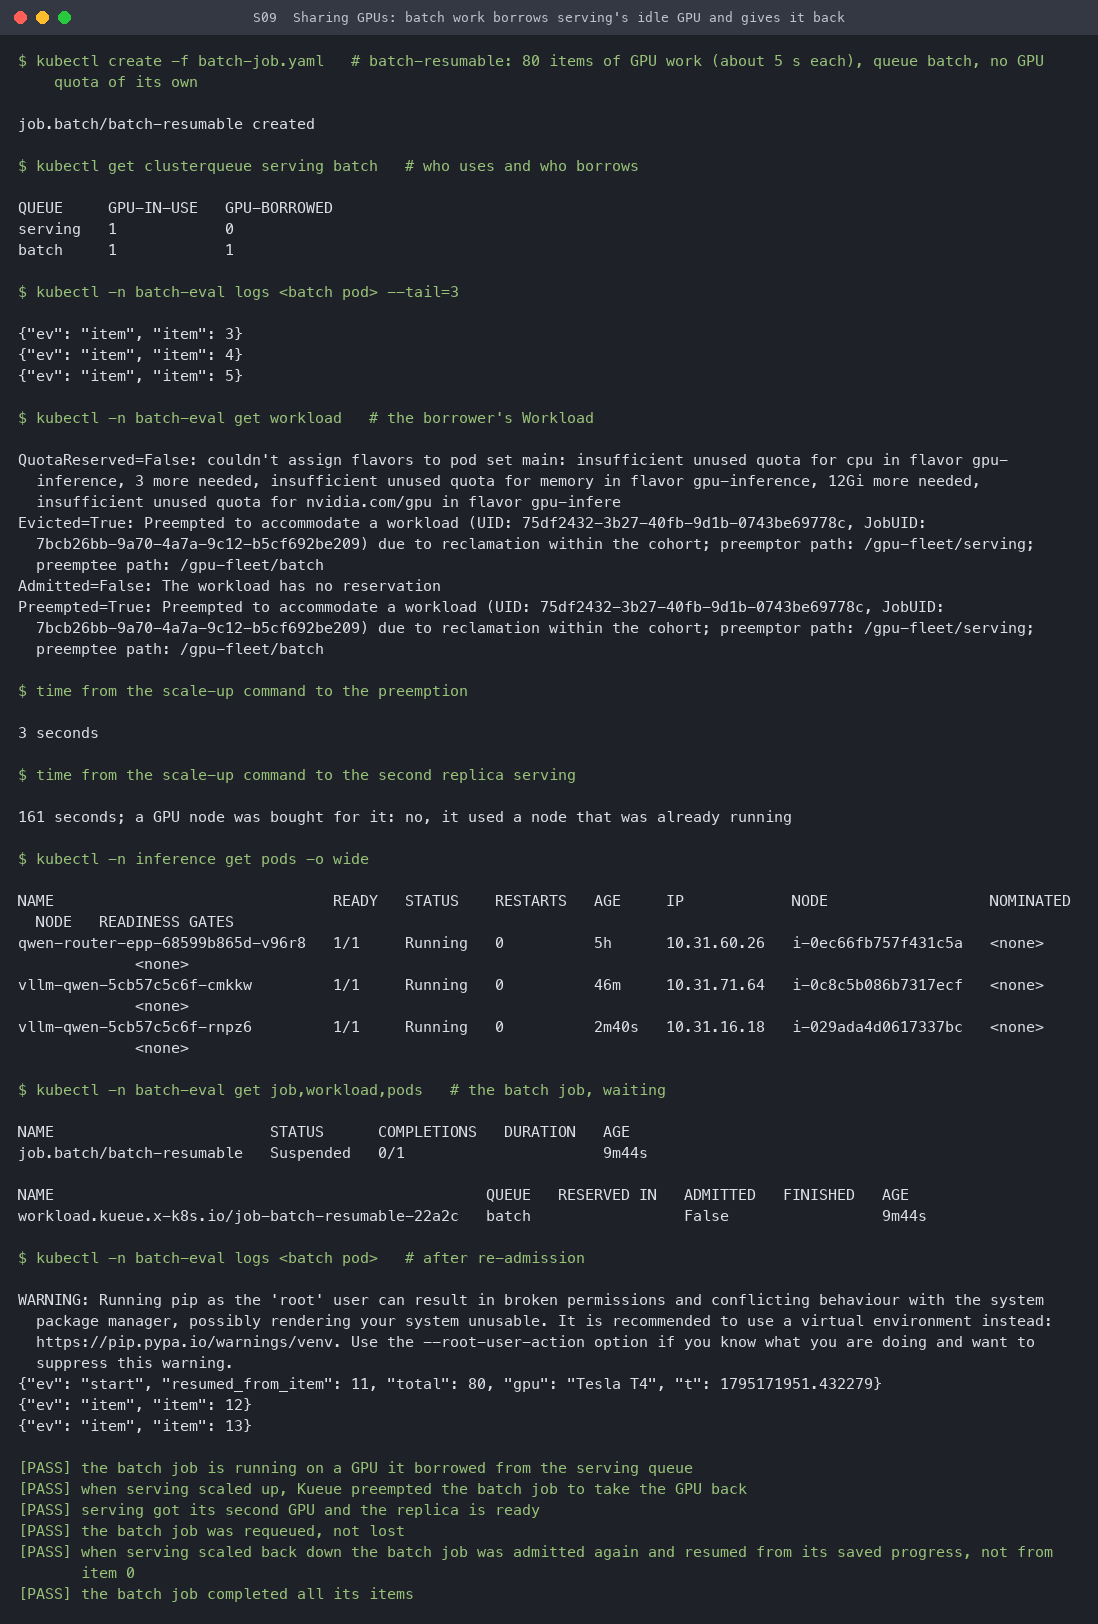 S09  Sharing GPUs: batch work borrows serving's idle GPU and gives it back
$ kubectl create -f batch-job.yaml   # batch-resumable: 80 items of GPU work (about 5 s each), queue batch, no GPU
    quota of its own
job.batch/batch-resumable created
$ kubectl get clusterqueue serving batch   # who uses and who borrows
QUEUE     GPU-IN-USE   GPU-BORROWED
serving   1            0
batch     1            1
$ kubectl -n batch-eval logs <batch pod> --tail=3
{"ev": "item", "item": 3}
{"ev": "item", "item": 4}
{"ev": "item", "item": 5}
$ kubectl -n batch-eval get workload   # the borrower's Workload
QuotaReserved=False: couldn't assign flavors to pod set main: insufficient unused quota for cpu in flavor gpu-
  inference, 3 more needed, insufficient unused quota for memory in flavor gpu-inference, 12Gi more needed,
  insufficient unused quota for nvidia.com/gpu in flavor gpu-infere
Evicted=True: Preempted to accommodate a workload (UID: 75df2432-3b27-40fb-9d1b-0743be69778c, JobUID:
  7bcb26bb-9a70-4a7a-9c12-b5cf692be209) due to reclamation within the cohort; preemptor path: /gpu-fleet/serving;
  preemptee path: /gpu-fleet/batch
Admitted=False: The workload has no reservation
Preempted=True: Preempted to accommodate a workload (UID: 75df2432-3b27-40fb-9d1b-0743be69778c, JobUID:
  7bcb26bb-9a70-4a7a-9c12-b5cf692be209) due to reclamation within the cohort; preemptor path: /gpu-fleet/serving;
  preemptee path: /gpu-fleet/batch
$ time from the scale-up command to the preemption
3 seconds
$ time from the scale-up command to the second replica serving
161 seconds; a GPU node was bought for it: no, it used a node that was already running
$ kubectl -n inference get pods -o wide
NAME                               READY   STATUS    RESTARTS   AGE     IP            NODE                  NOMINATED
  NODE   READINESS GATES
qwen-router-epp-68599b865d-v96r8   1/1     Running   0          5h      10.31.60.26   i-0ec66fb757f431c5a   <none>
             <none>
vllm-qwen-5cb57c5c6f-cmkkw         1/1     Running   0          46m     10.31.71.64   i-0c8c5b086b7317ecf   <none>
             <none>
vllm-qwen-5cb57c5c6f-rnpz6         1/1     Running   0          2m40s   10.31.16.18   i-029ada4d0617337bc   <none>
             <none>
$ kubectl -n batch-eval get job,workload,pods   # the batch job, waiting
NAME                        STATUS      COMPLETIONS   DURATION   AGE
job.batch/batch-resumable   Suspended   0/1                      9m44s
NAME                                                QUEUE   RESERVED IN   ADMITTED   FINISHED   AGE
workload.kueue.x-k8s.io/job-batch-resumable-22a2c   batch                 False                 9m44s
$ kubectl -n batch-eval logs <batch pod>   # after re-admission
WARNING: Running pip as the 'root' user can result in broken permissions and conflicting behaviour with the system
  package manager, possibly rendering your system unusable. It is recommended to use a virtual environment instead:
  https://pip.pypa.io/warnings/venv. Use the --root-user-action option if you know what you are doing and want to
  suppress this warning.
{"ev": "start", "resumed_from_item": 11, "total": 80, "gpu": "Tesla T4", "t": 1795171951.432279}
{"ev": "item", "item": 12}
{"ev": "item", "item": 13}
[PASS] the batch job is running on a GPU it borrowed from the serving queue
[PASS] when serving scaled up, Kueue preempted the batch job to take the GPU back
[PASS] serving got its second GPU and the replica is ready
[PASS] the batch job was requeued, not lost
[PASS] when serving scaled back down the batch job was admitted again and resumed from its saved progress, not from
       item 0
[PASS] the batch job completed all its items